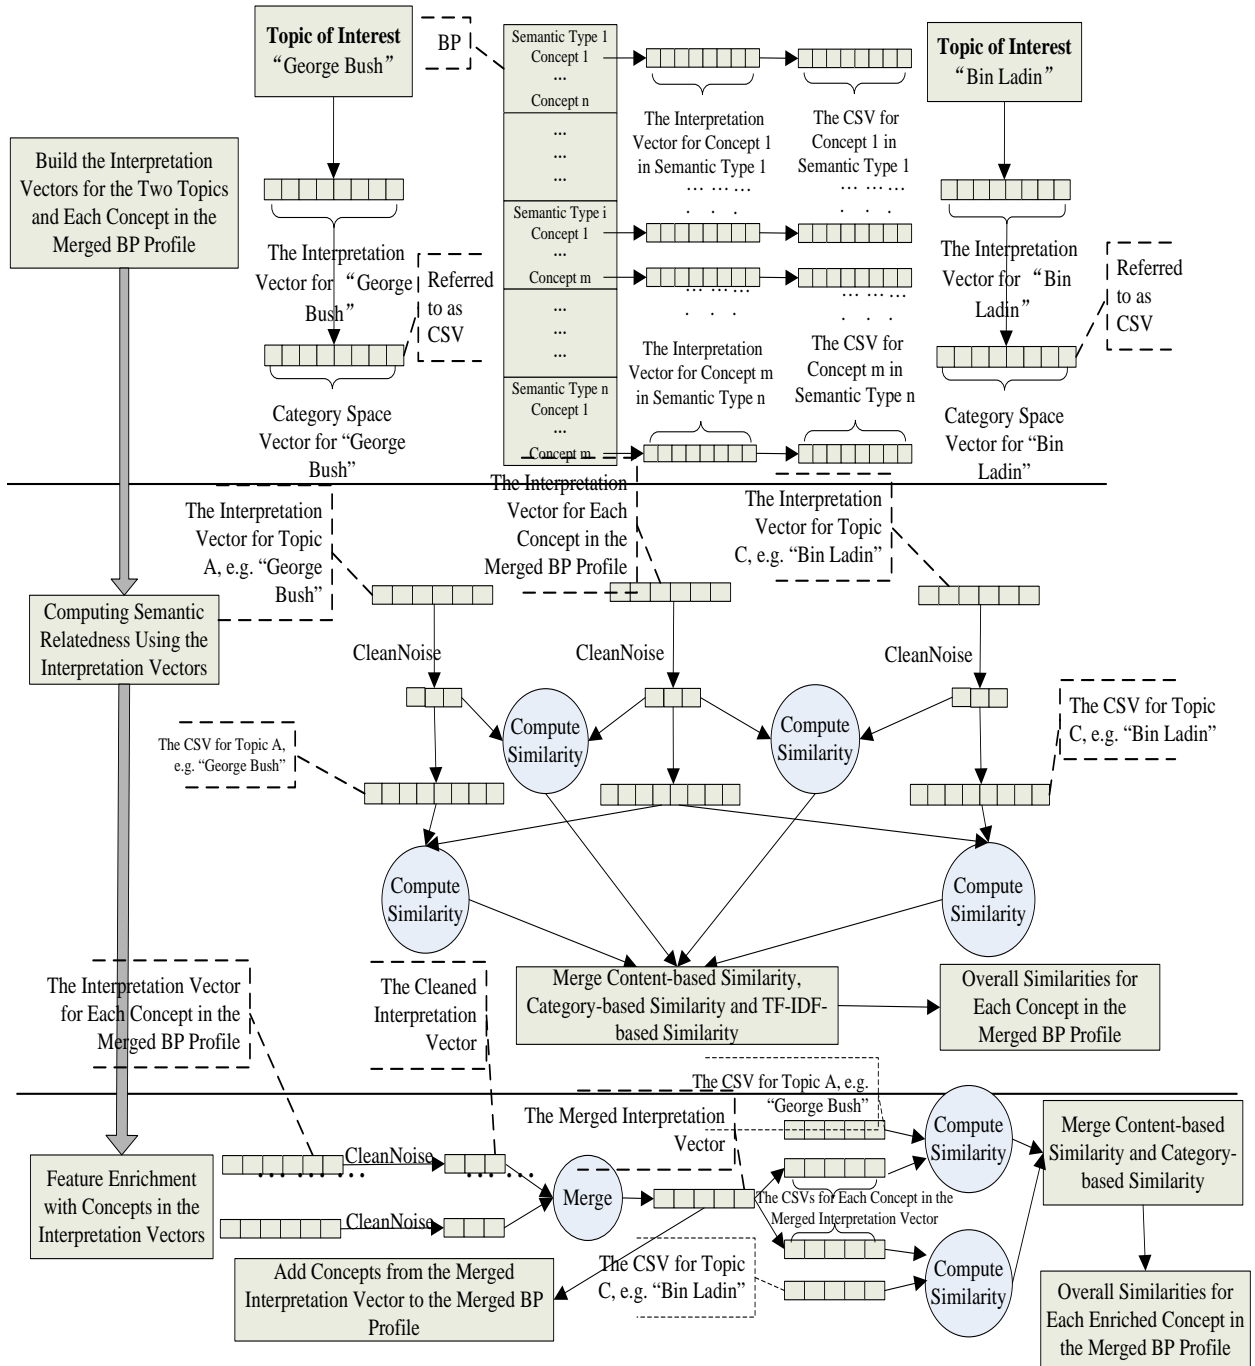 Topic of Interest
“George Bush”
BP
Semantic Type 1
Concept 1
...
Concept n
...
...
...
Semantic Type i
Concept 1
...
Concept m
...
...
...
Semantic Type n
Concept 1
...
Concept m
The Interpretation
Vector for Concept 1
in Semantic Type 1
... ... ...
. . .
The CSV for
Concept 1 in
Semantic Type 1
... ... ...
. . .
... ... ...
. . .
The Interpretation
Vector for Concept m
in Semantic Type n
... ... ...
. . .
The CSV for
Concept m in
Semantic Type n
Topic of Interest
“Bin Ladin”
Build the Interpretation
Vectors for the Two Topics
and Each Concept in the
Merged BP Profile
The Interpretation
Vector for “George
Bush”
Referred
to as
CSV
Category Space
Vector for “George
Bush”
The Interpretation
Vector for “Bin
Ladin”
Referred
to as
CSV
Category Space
Vector for “Bin
Ladin”
The Interpretation
Vector for Topic
A, e.g. “George
Bush”
The Interpretation
Vector for Each
Concept in the
Merged BP Profile
The Interpretation
Vector for Topic
C, e.g. “Bin Ladin”
Computing Semantic
Relatedness Using the
Interpretation Vectors
CleanNoise
CleanNoise
CleanNoise
Compute
Similarity
Compute
Similarity
The CSV for Topic A,
e.g. “George Bush”
The CSV for Topic
C, e.g. “Bin Ladin”
Compute
Similarity
Compute
Similarity
The Interpretation Vector
for Each Concept in the
Merged BP Profile
The Cleaned
Interpretation
Vector
Merge Content-based Similarity,
Category-based Similarity and TF-IDF-
based Similarity
Overall Similarities for
Each Concept in the
Merged BP Profile
The CSV for Topic A, e.g.
“George Bush”
The Merged Interpretation
Vector
Compute
Similarity
Merge Content-based
Similarity and Category-
based Similarity
Feature Enrichment
with Concepts in the
Interpretation Vectors
CleanNoise
... ... ...
... ...
CleanNoise
Merge
The CSVs for Each Concept in the
Merged Interpretation Vector
The CSV for Topic
C, e.g. “Bin Ladin”
Compute
Similarity
Add Concepts from the Merged
Interpretation Vector to the Merged BP
Profile
Overall Similarities for
Each Enriched Concept in
the Merged BP Profile